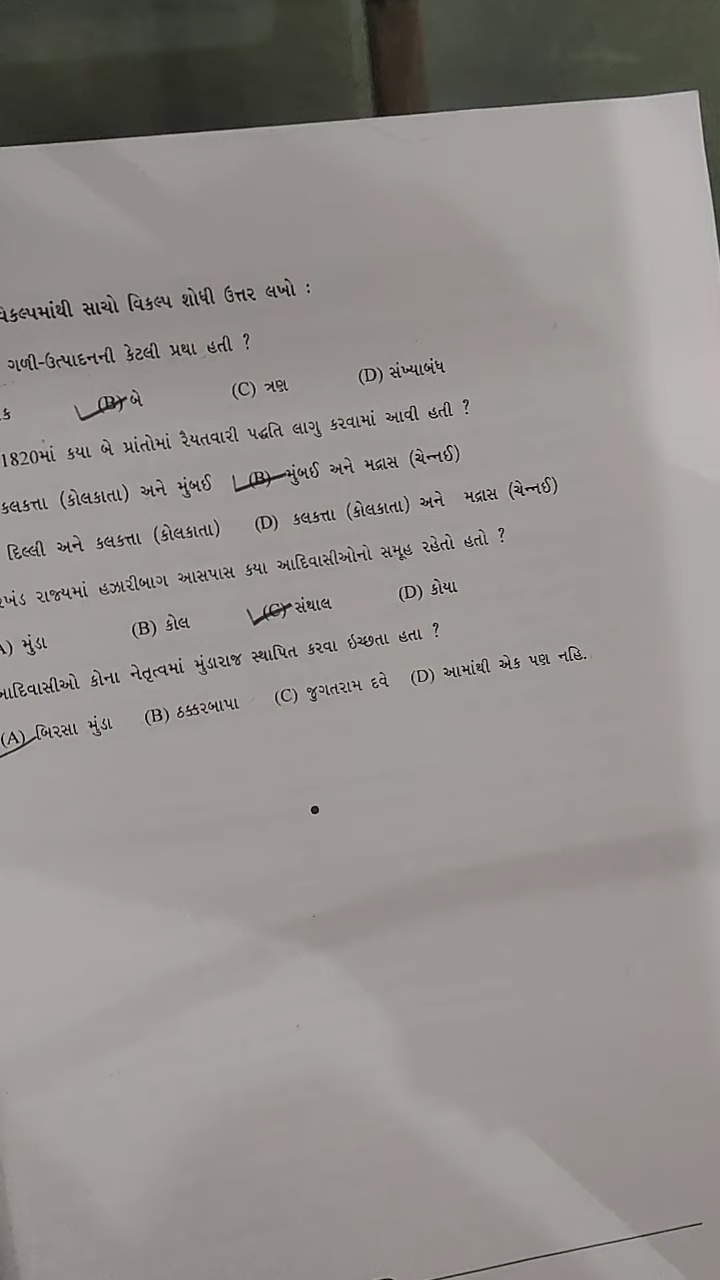 વિકલ્પમાંથી સાચો વિકલ્પ શોધી ઉત્તર લખો :
ગળી-ઉત્પાદનની કેટલી પ્રથા હતી ?
(B) બે (C) ત્રણ (D) સંખ્યાબંધ
1820માં કયા બે પ્રાંતોમાં રૈયતવારી પદ્ધતિ લાગુ કરવામાં આવી હતી ?
કલકત્તા (કોલકાતા) અને મુંબઈ (B) મુંબઈ અને મદ્રાસ (ચેન્નઈ)
દિલ્લી અને કલકત્તા (કોલકાતા) (D) કલકત્તા (કોલકાતા) અને મદ્રાસ (ચેન્નઈ)
રાજ્યમાં હઝારીબાગ આસપાસ કયા આદિવાસીઓનો સમૂહ રહેતો હતો ?
) મુંડા (B) કોલ (C) સંથાલ (D) કોયા
આદિવાસીઓ કોના નેતૃત્વમાં મુંડારાજ સ્થાપિત કરવા ઇચ્છતા હતા ?
(A) બિરસા મુંડા (B) ઠક્કરબાપા (C) જુગતરામ દવે (D) આમાંથી એક પણ નહિ.